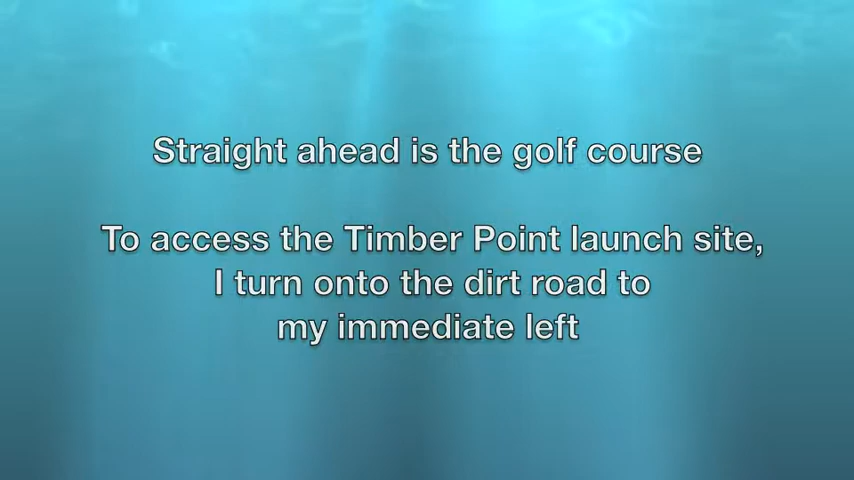 Straight ahead is the golf course
To access the Timber Point launch site,
I turn onto the dirt road to
my immediate left